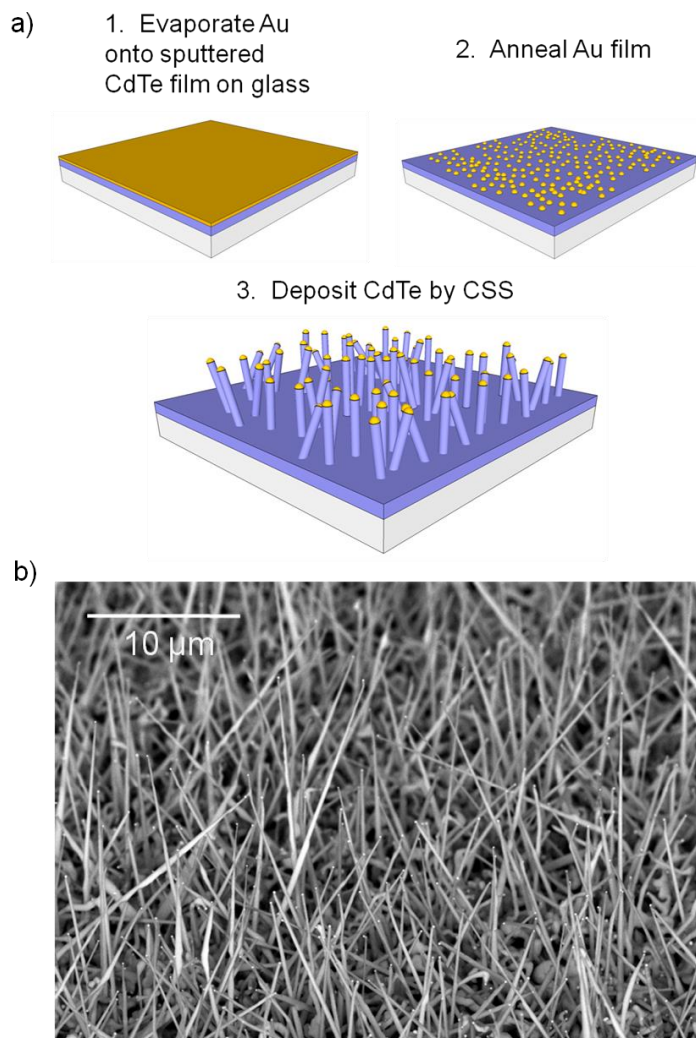 a)
1. Evaporate Au
onto sputtered
CdTe film on glass
2. Anneal Au film
3. Deposit CdTe by CSS
b)
10 µm